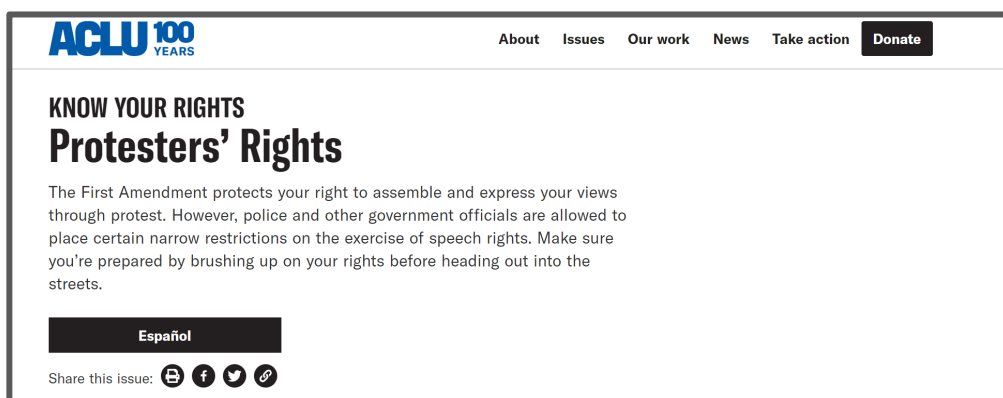 ACLU 100 YEARS
About Issues Our work News Take action Donate
KNOW YOUR RIGHTS
Protesters’ Rights
The First Amendment protects your right to assemble and express your views
through protest. However, police and other government officials are allowed to
place certain narrow restrictions on the exercise of speech rights. Make sure
you’re prepared by brushing up on your rights before heading out into the
streets.
Español
Share this issue: